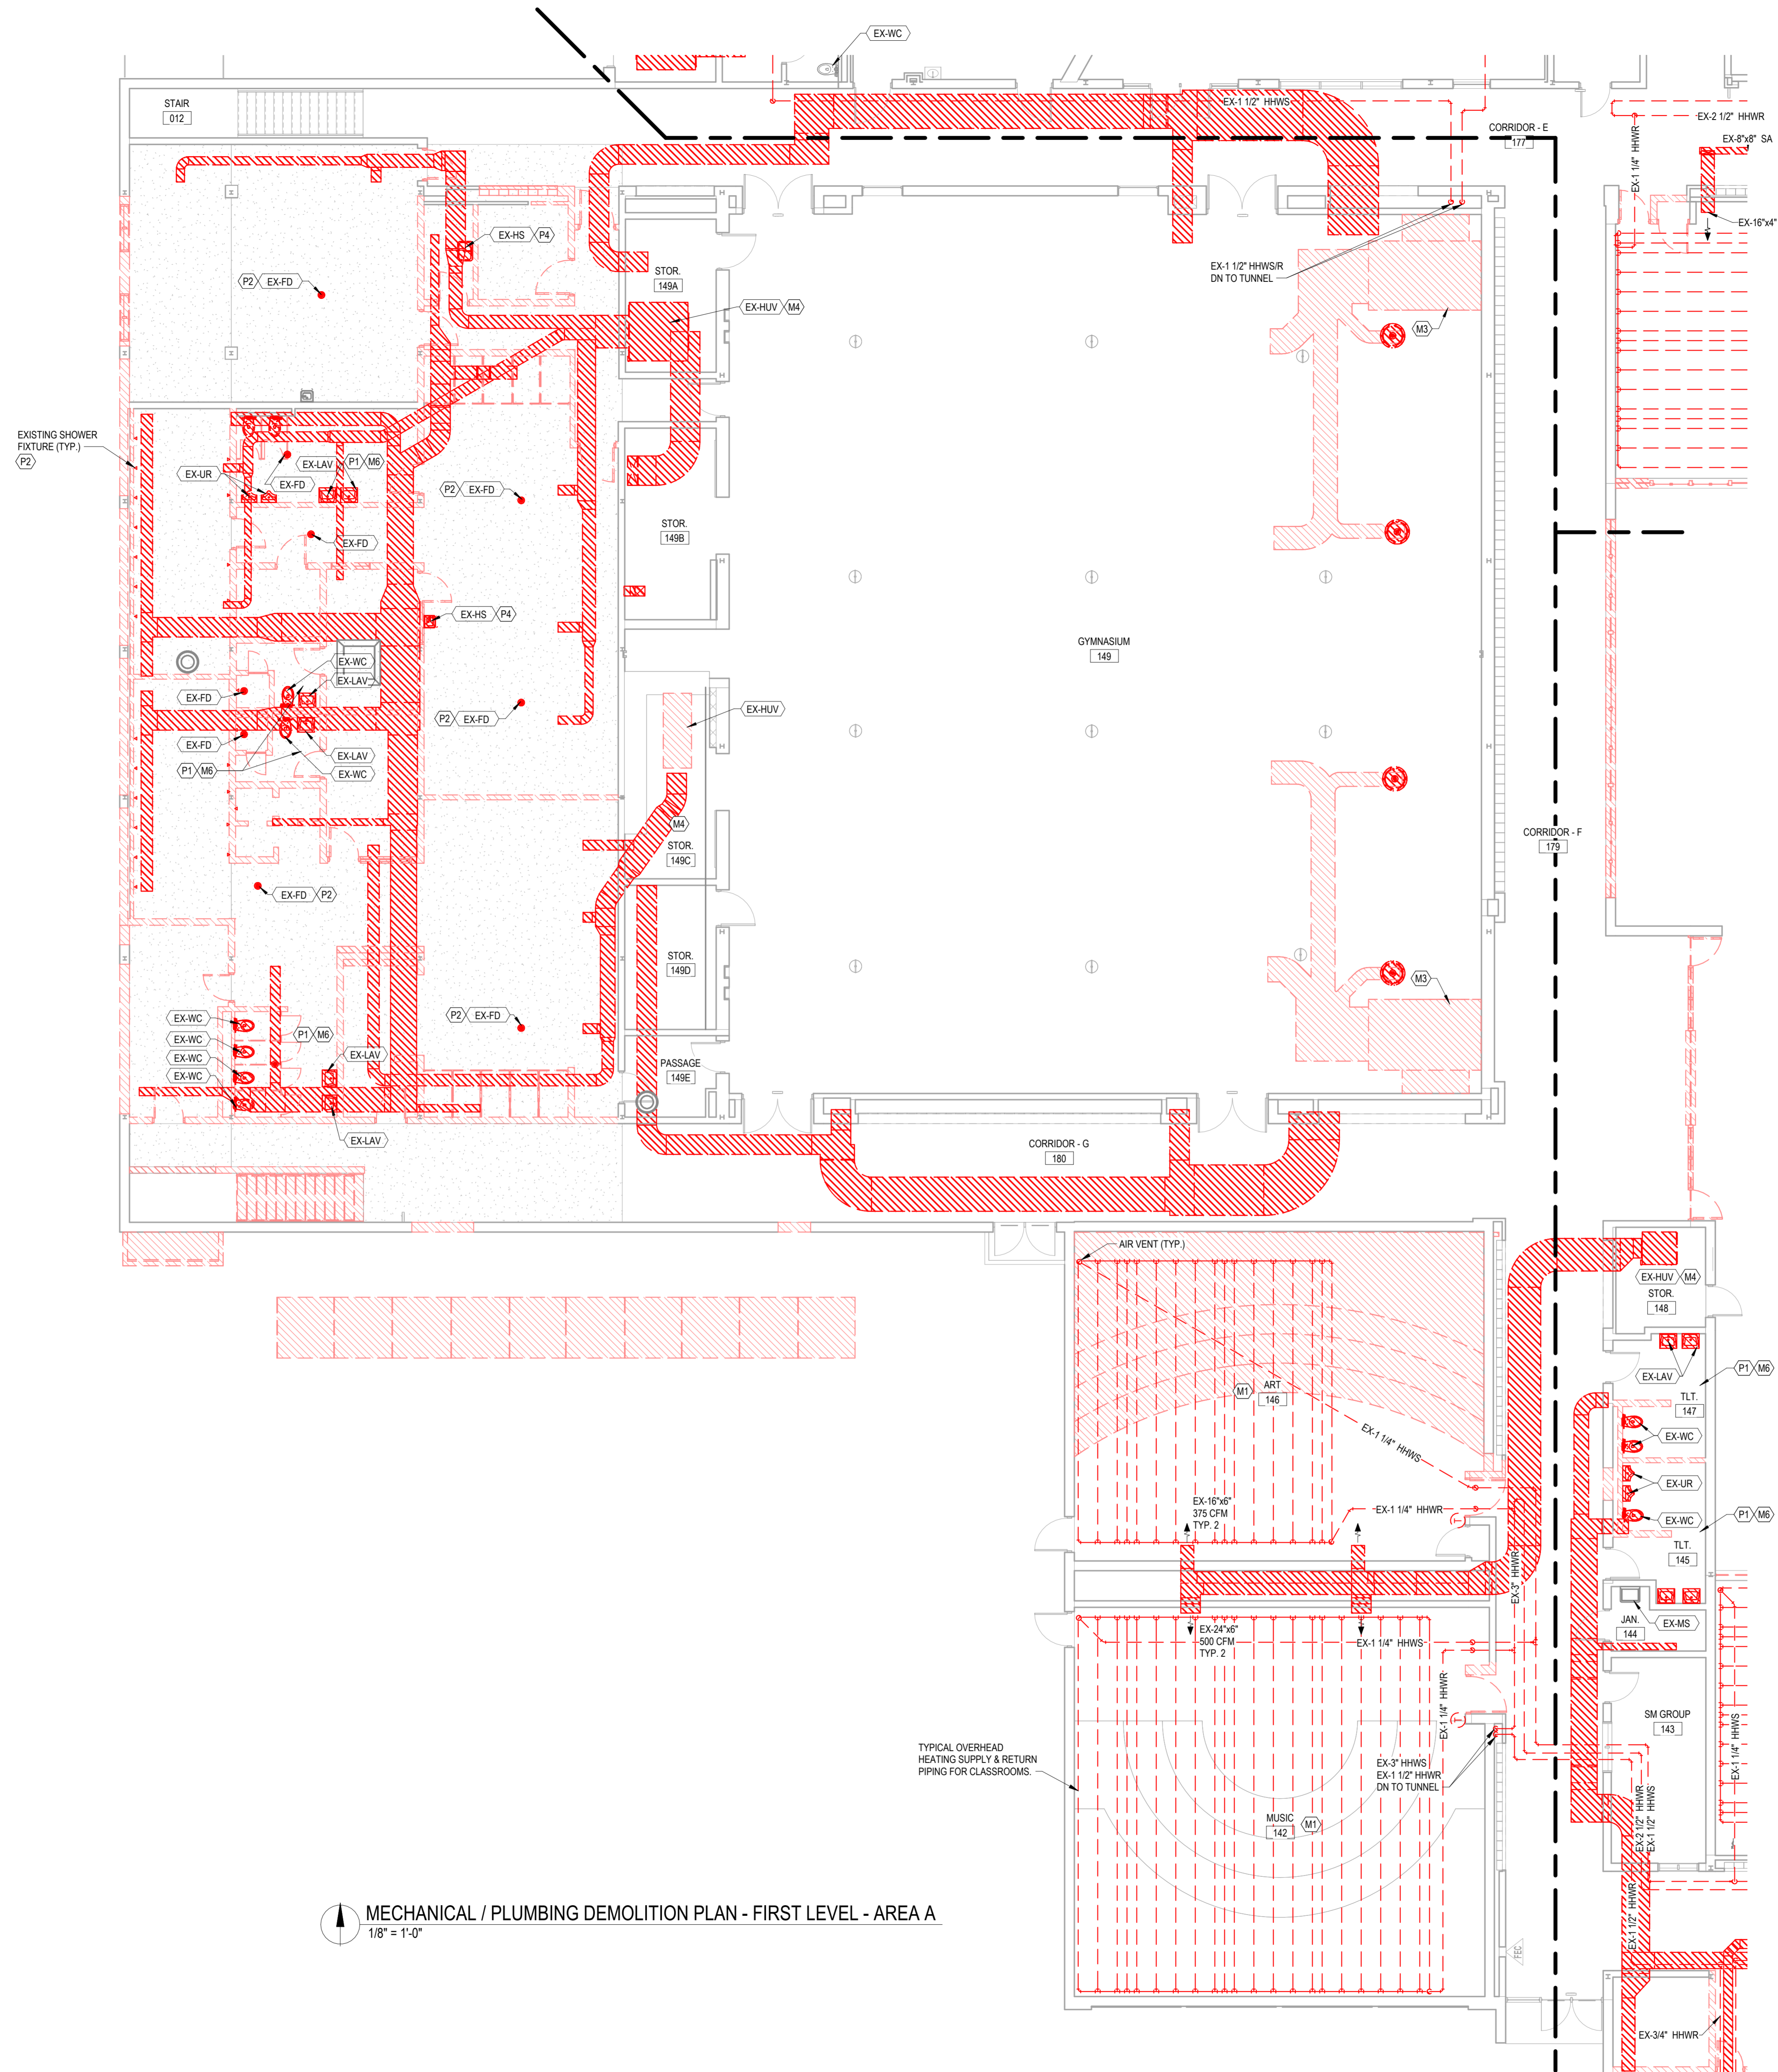 EX-WC
STAIR
012
EX-1 1/2" HHWS
EX-2 1/2" HHWR
CORRIDOR - E
177
EX-8"x8" SA
EX-1 1/4" HHWR
EX-16"x4"
EX-HS P4
P2 EX-FD
STOR.
149A
EX-1 1/2" HHWS/R
DN TO TUNNEL
EX-HUV M4
M3
EXISTING SHOWER
FIXTURE (TYP.)
P2
EX-UR
EX-LAV
P1 M6
EX-FD
P2 EX-FD
STOR.
149B
EX-FD
EX-HS P4
GYMNASIUM
149
EX-WC
EX-LAV
EX-FD
P2 EX-FD
EX-HUV
EX-FD
EX-LAV
P1 M6
EX-WC
M4
STOR.
149C
CORRIDOR - F
179
EX-FD P2
STOR.
149D
M3
P2 EX-FD
EX-WC
EX-WC
EX-WC
EX-WC
P1 M6
EX-LAV
PASSAGE
149E
EX-LAV
CORRIDOR - G
180
AIR VENT (TYP.)
EX-HUV M4
STOR.
148
EX-LAV
P1 M6
TLT.
147
M1
ART
146
EX-WC
EX-1 1/4" HHWS
EX-UR
EX-16"x6"
375 CFM
TYP. 2
EX-1 1/4" HHWR
EX-WC
P1 M6
TLT.
145
EX-3" HHWR
JAN.
144
EX-MS
EX-24"x6"
500 CFM
TYP. 2
EX-1 1/4" HHWS
EX-1 1/4" HHWR
SM GROUP
143
EX-1 1/4" HHWS
TYPICAL OVERHEAD
HEATING SUPPLY & RETURN
PIPING FOR CLASSROOMS.
EX-3" HHWS
EX-1 1/2" HHWR
DN TO TUNNEL
EX-2 1/2" HHWR
EX-1 1/2" HHWS
MUSIC
142
M1
EX-1 1/2" HHWR
FEC
MECHANICAL / PLUMBING DEMOLITION PLAN - FIRST LEVEL - AREA A
1/8" = 1'-0"
EX-3/4" HHWR